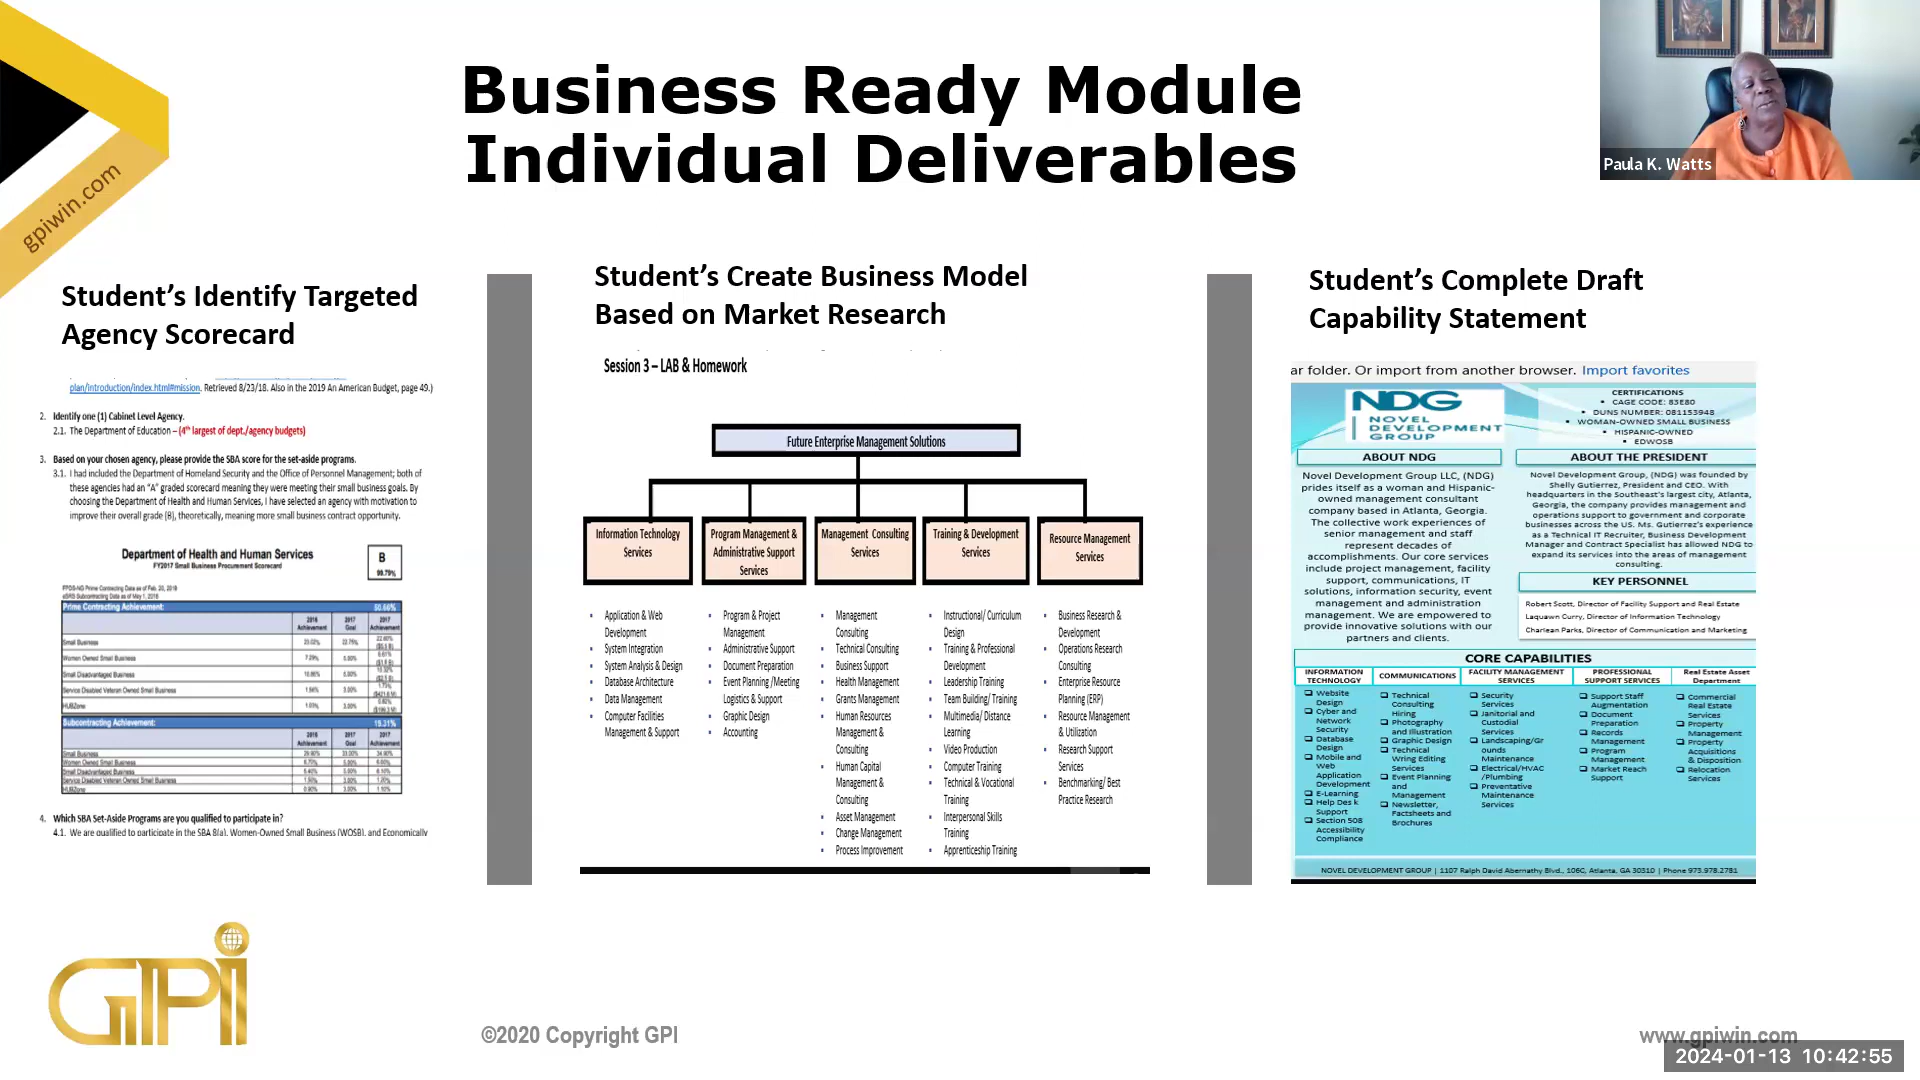 Business Ready Module
Individual Deliverables
Paula K. Watts
gpiwin.com
Student’s Identify Targeted
Agency Scorecard
plan/introduction/index.html#mission. Retrieved 8/23/18. Also in the 2019 An American Budget, page 49.)
2. Identify one (1) Cabinet Level Agency.
2.1. The Department of Education – (4th largest of dept./agency budgets)
3. Based on your chosen agency, please provide the SBA score for the set-aside programs.
3.1. I had included the Department of Homeland Security and the Office of Personnel Management; both of
these agencies had an “A” graded scorecard meaning they were meeting their small business goals. By
choosing the Department of Health and Human Services, I have selected an agency with motivation to
improve their overall grade (B), theoretically, meaning more small business contract opportunity.
Department of Health and Human Services
FY2017 Small Business Procurement Scorecard
B
99.79%
Prime Contracting Achievement: 50.66%
2016 Achievement 2017 Goal 2017 Achievement
Small Business
Women Owned Small Business
Small Disadvantaged Business
Service Disabled Veteran Owned Small Business
HUBZone
Subcontracting Achievement: 19.31%
2016 Achievement 2017 Goal 2017 Achievement
Small Business
Women Owned Small Business
Small Disadvantaged Business
Service Disabled Veteran Owned Small Business
HUBZone
4. Which SBA Set-Aside Programs are you qualified to participate in?
4.1. We are qualified to participate in the SBA 8(a), Women-Owned Small Business (WOSB), and Economically
Student’s Create Business Model
Based on Market Research
Session 3 – LAB & Homework
Future Enterprise Management Solutions
Information Technology
Services
Program Management &
Administrative Support
Services
Management Consulting
Services
Training & Development
Services
Resource Management
Services
Application & Web
Development
System Integration
System Analysis & Design
Database Architecture
Data Management
Computer Facilities
Management & Support
Program & Project
Management
Administrative Support
Document Preparation
Event Planning /Meeting
Logistics & Support
Graphic Design
Accounting
Management
Consulting
Technical Consulting
Business Support
Health Management
Grants Management
Human Resources
Management &
Consulting
Human Capital
Management &
Consulting
Asset Management
Change Management
Process Improvement
Instructional/ Curriculum
Design
Training & Professional
Development
Leadership Training
Team Building/ Training
Multimedia/ Distance
Learning
Video Production
Computer Training
Technical & Vocational
Training
Interpersonal Skills
Training
Apprenticeship Training
Business Research &
Development
Operations Research
Consulting
Enterprise Resource
Planning (ERP)
Resource Management
& Utilization
Research Support
Services
Benchmarking/ Best
Practice Research
Student’s Complete Draft
Capability Statement
ar folder. Or import from another browser. Import favorites
NDG
NOVEL
DEVELOPMENT
GROUP
CERTIFICATIONS
CAGE CODE: 83E80
DUNS NUMBER: 081153948
WOMAN-OWNED SMALL BUSINESS
HISPANIC-OWNED
EDWOSB
ABOUT NDG
Novel Development Group LLC, (NDG)
prides itself as a woman and Hispanic-
owned management consultant
company based in Atlanta, Georgia.
The collective work experiences of
senior management and staff
represent decades of
accomplishments. Our core services
include project management, facility
support, communications, IT
solutions, information security, event
management and administration
management. We are empowered to
provide innovative solutions with our
partners and clients.
ABOUT THE PRESIDENT
Novel Development Group, (NDG) was founded by
Shelly Gutierrez, President and CEO. With
headquarters in the Southeast's largest city, Atlanta,
Georgia, the company provides management and
operations support to government and corporate
businesses across the US. Ms. Gutierrez's experience
as a Technical IT Recruiter, Business Development
Manager and Contract Specialist has allowed NDG to
expand its services into the areas of management
consulting.
KEY PERSONNEL
Robert Scott, Director of Facility Support and Real Estate
Laquawn Curry, Director of Information Technology
Charlean Parks, Director of Communication and Marketing
CORE CAPABILITIES
INFORMATION
TECHNOLOGY
COMMUNICATIONS
FACILITY MANAGEMENT
SERVICES
PROFESSIONAL
SUPPORT SERVICES
Real Estate Asset
Department
Website
Design
Cyber and
Network
Security
Database
Design
Mobile and
Web
Application
Development
E-Learning
Help Desk
Support
Section 508
Accessibility
Compliance
Technical
Consulting
Hiring
Photography
and Illustration
Graphic Design
Technical
Wring Editing
Services
Event Planning
and
Management
Newsletter,
Factsheets and
Brochures
Security
Services
Janitorial and
Custodial
Services
Landscaping/Gr
ounds
Maintenance
Electrical/HVAC
/Plumbing
Preventative
Maintenance
Services
Support Staff
Augmentation
Document
Preparation
Records
Management
Program
Management
Market Reach
Support
Commercial
Real Estate
Services
Property
Management
Property
Acquisitions
& Disposition
Relocation
Services
NOVEL DEVELOPMENT GROUP | 1107 Ralph David Abernathy Blvd., 106C, Atlanta, GA 30310 | Phone 973.978.2781
GPI
©2020 Copyright GPI
www.gpiwin.com
2024-01-13 10:42:55